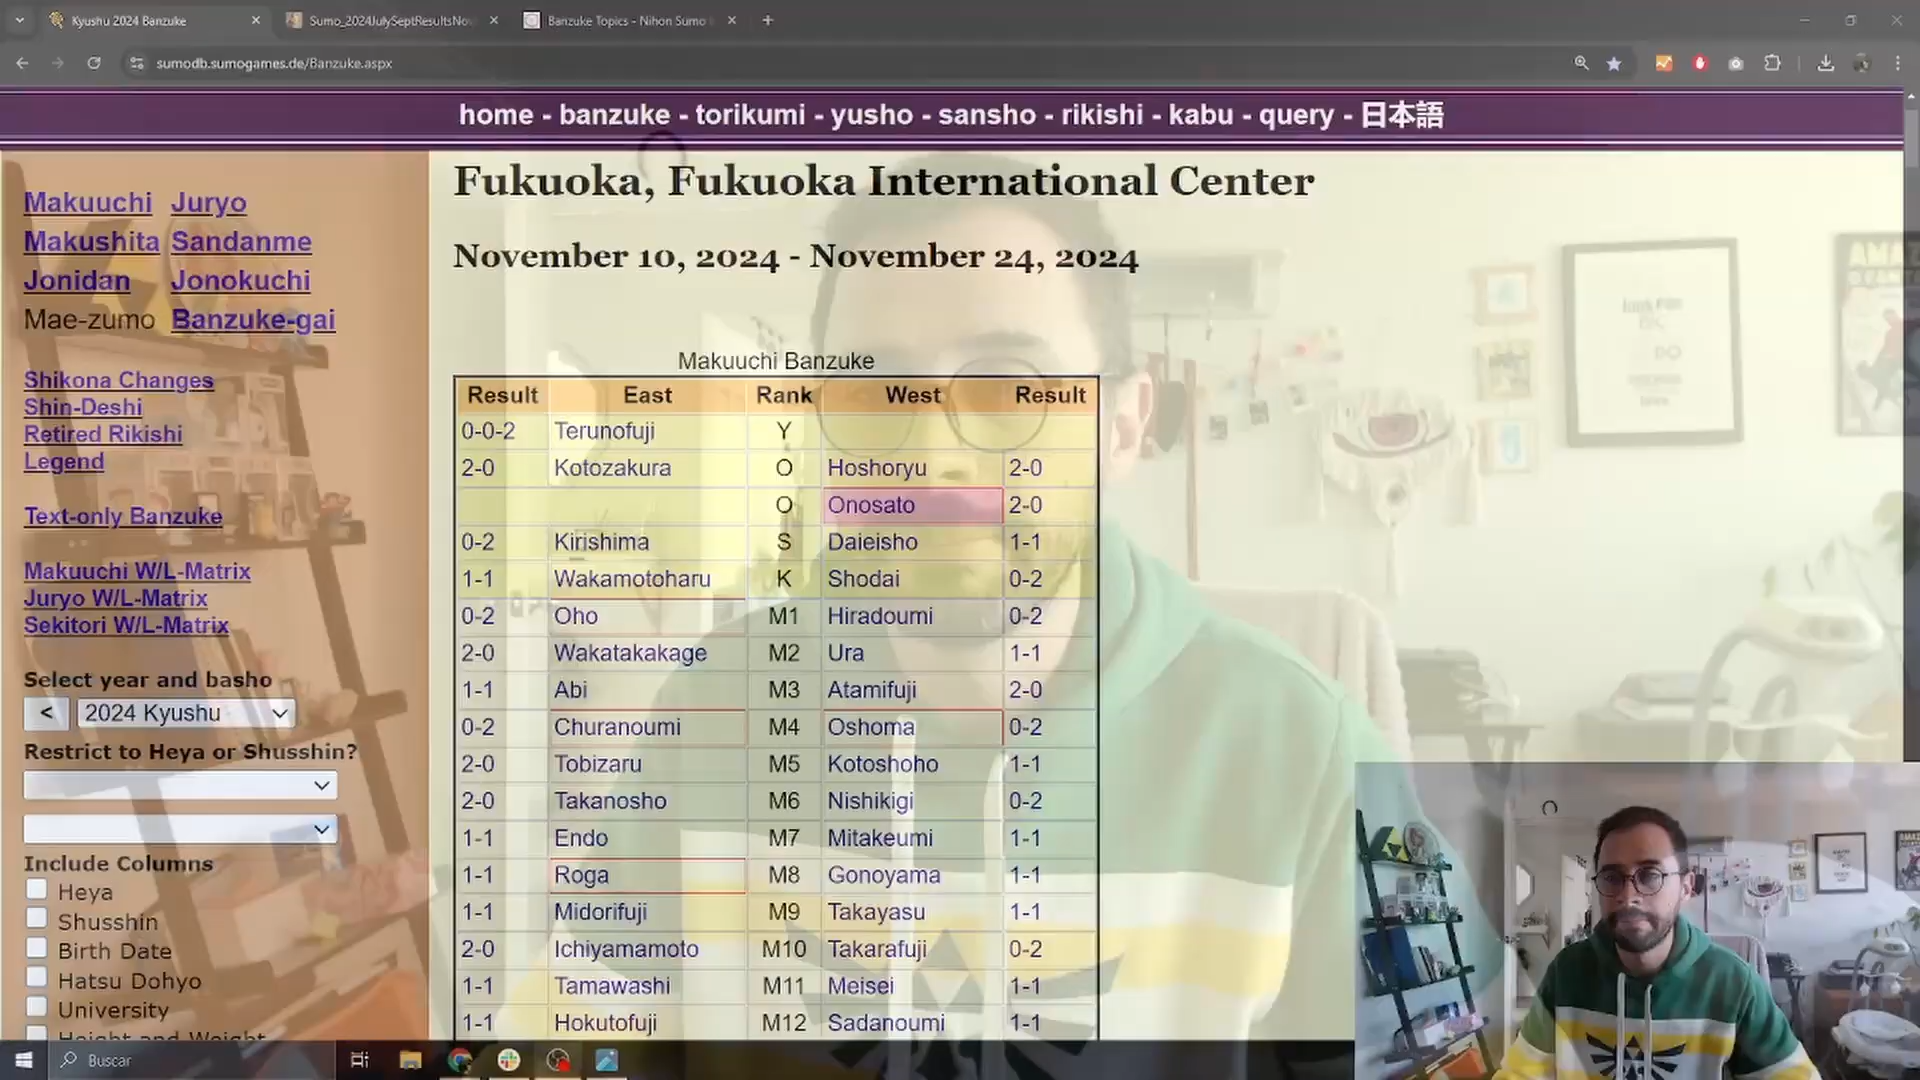 Kyushu 2024 Banzuke
Sumo_2024JulySeptResultsNov
Banzuke Topics - Nihon Sumo
sumodb.sumogames.de/Banzuke.aspx
home - banzuke - torikumi - yusho - sansho - rikishi - kabu - query - 日本語
Makuuchi Juryo
Makushita Sandanme
Jonidan Jonokuchi
Mae-zumo Banzuke-gai
Shikona Changes
Shin-Deshi
Retired Rikishi
Legend
Text-only Banzuke
Makuuchi W/L-Matrix
Juryo W/L-Matrix
Sekitori W/L-Matrix
Select year and basho
< 2024 Kyushu
Restrict to Heya or Shusshin?
Include Columns
Heya
Shusshin
Birth Date
Hatsu Dohyo
University
Height and Weight
Fukuoka, Fukuoka International Center
November 10, 2024 - November 24, 2024
Makuuchi Banzuke
Result East Rank West Result
0-0-2 Terunofuji Y
2-0 Kotozakura O Hoshoryu 2-0
O Onosato 2-0
0-2 Kirishima S Daieisho 1-1
1-1 Wakamotoharu K Shodai 0-2
0-2 Oho M1 Hiradoumi 0-2
2-0 Wakatakakage M2 Ura 1-1
1-1 Abi M3 Atamifuji 2-0
0-2 Churanoumi M4 Oshoma 0-2
2-0 Tobizaru M5 Kotoshoho 1-1
2-0 Takanosho M6 Nishikigi 0-2
1-1 Endo M7 Mitakeumi 1-1
1-1 Roga M8 Gonoyama 1-1
1-1 Midorifuji M9 Takayasu 1-1
2-0 Ichiyamamoto M10 Takarafuji 0-2
1-1 Tamawashi M11 Meisei 1-1
1-1 Hokutofuji M12 Sadanoumi 1-1
Buscar